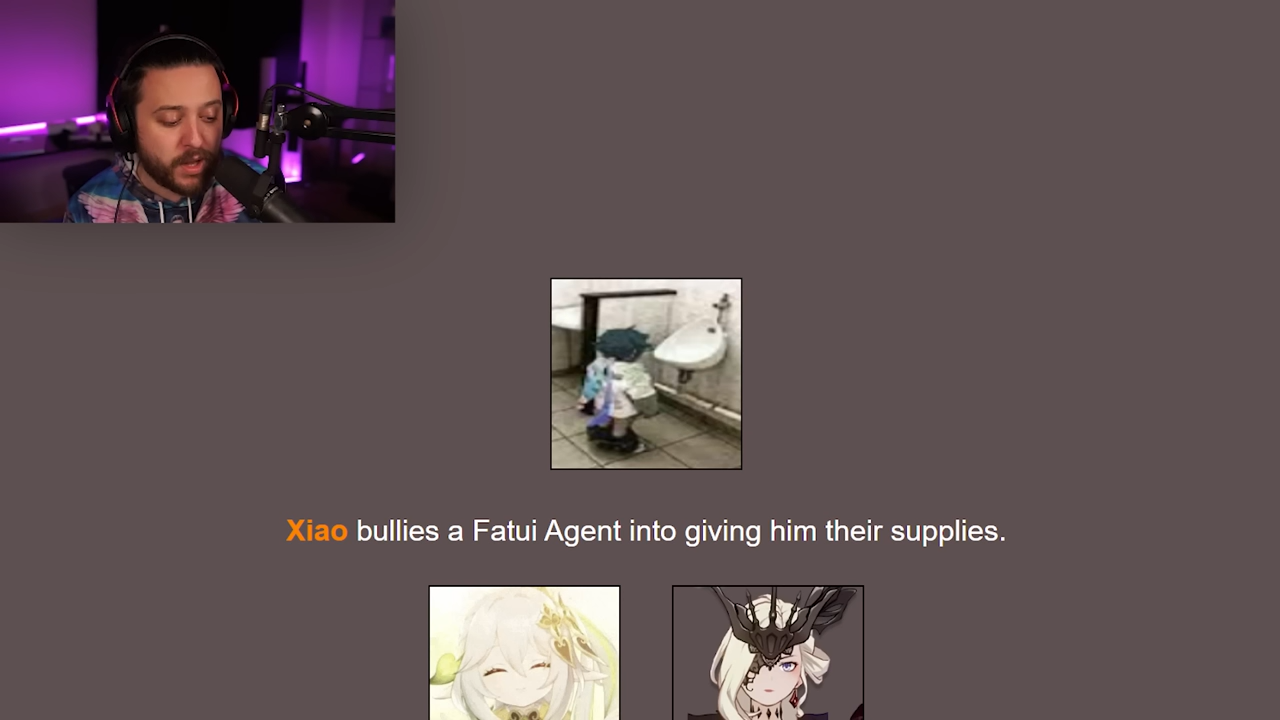 Xiao bullies a Fatui Agent into giving him their supplies.